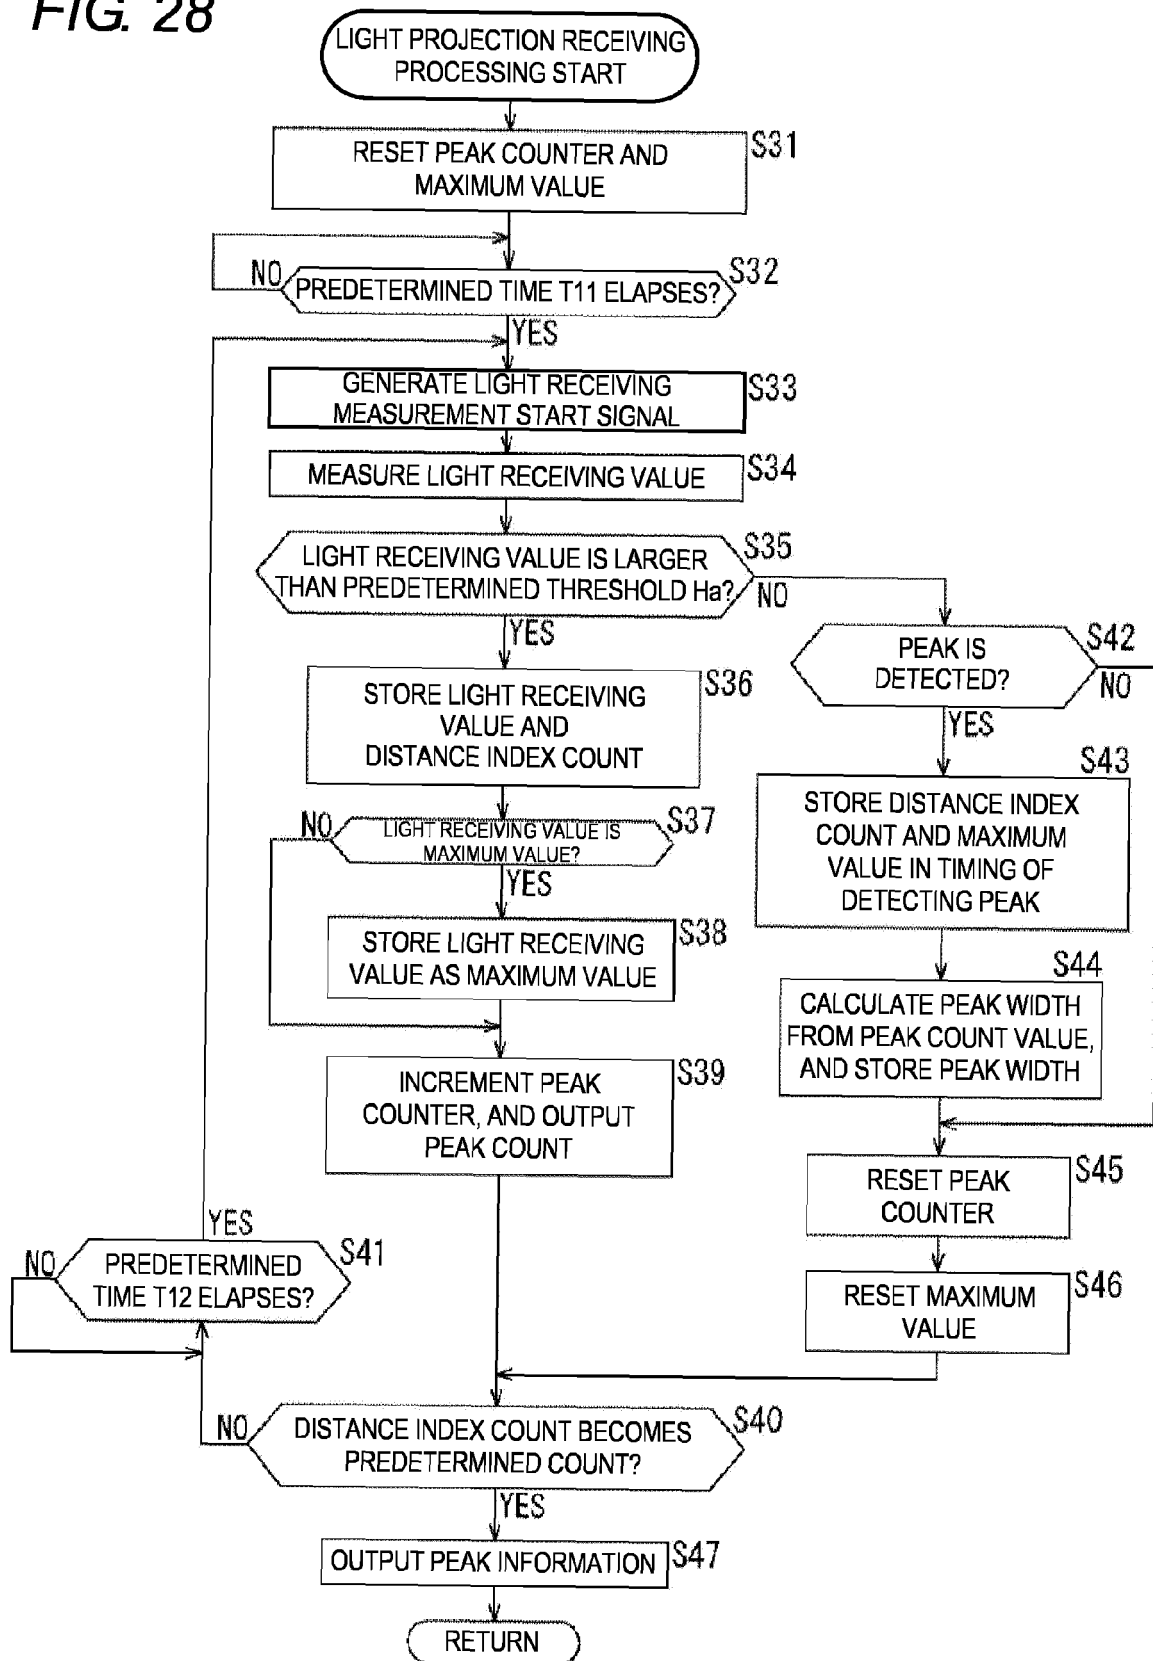 FIG. 28
LIGHT PROJECTION RECEIVING
PROCESSING START
RESET PEAK COUNTER AND
MAXIMUM VALUE
S31
NO
PREDETERMINED TIME T11 ELAPSES?
S32
YES
GENERATE LIGHT RECEIVING
MEASUREMENT START SIGNAL
S33
MEASURE LIGHT RECEIVING VALUE
S34
LIGHT RECEIVING VALUE IS LARGER
THAN PREDETERMINED THRESHOLD Ha?
S35
NO
YES
STORE LIGHT RECEIVING
VALUE AND
DISTANCE INDEX COUNT
S36
NO
LIGHT RECEIVING VALUE IS
MAXIMUM VALUE?
S37
YES
STORE LIGHT RECEIVING
VALUE AS MAXIMUM VALUE
S38
INCREMENT PEAK
COUNTER, AND OUTPUT
PEAK COUNT
S39
PEAK IS
DETECTED?
S42
NO
YES
S43
STORE DISTANCE INDEX
COUNT AND MAXIMUM
VALUE IN TIMING OF
DETECTING PEAK
S44
CALCULATE PEAK WIDTH
FROM PEAK COUNT VALUE,
AND STORE PEAK WIDTH
RESET PEAK
COUNTER
S45
RESET MAXIMUM
VALUE
S46
YES
NO
PREDETERMINED
TIME T12 ELAPSES?
S41
NO
DISTANCE INDEX COUNT BECOMES
PREDETERMINED COUNT?
S40
YES
OUTPUT PEAK INFORMATION
S47
RETURN